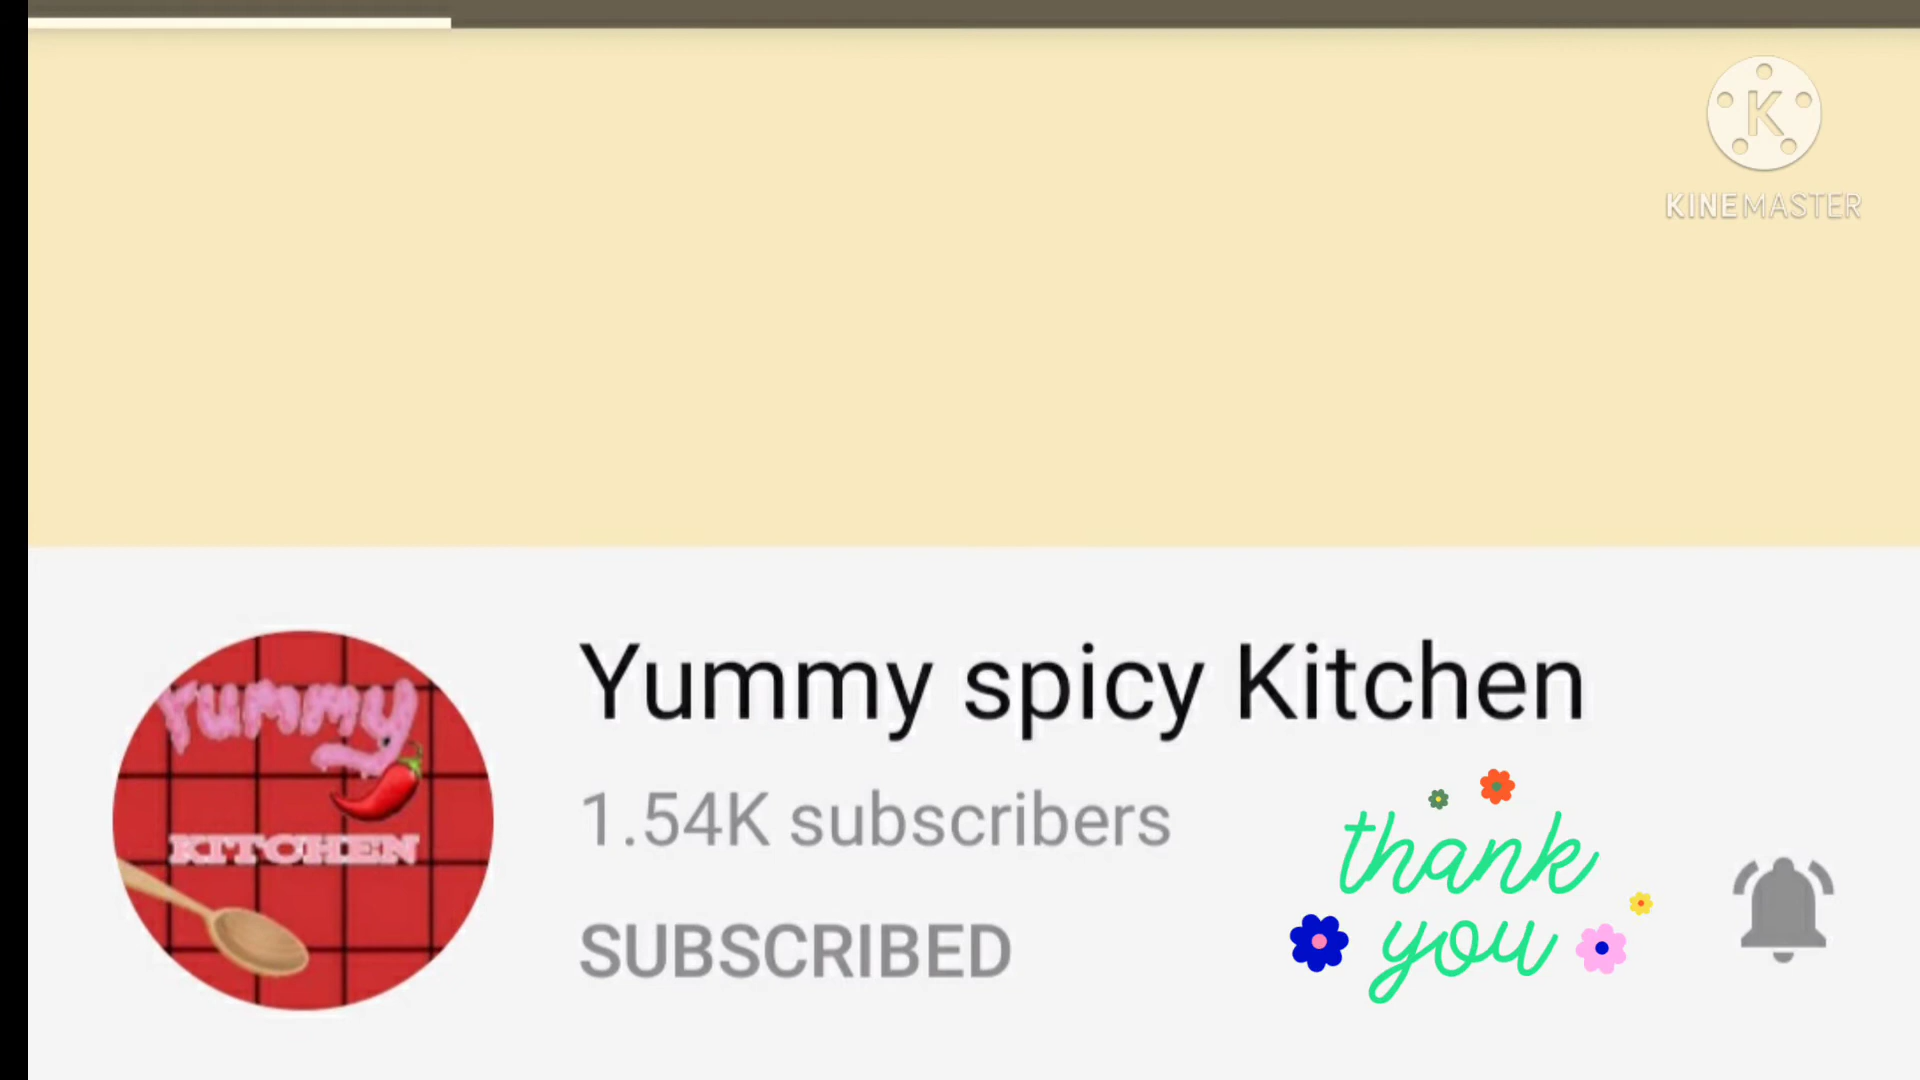 K
KINEMASTER
Yummy spicy Kitchen
1.54K subscribers
SUBSCRIBED
thank
you
Yummy
KITCHEN